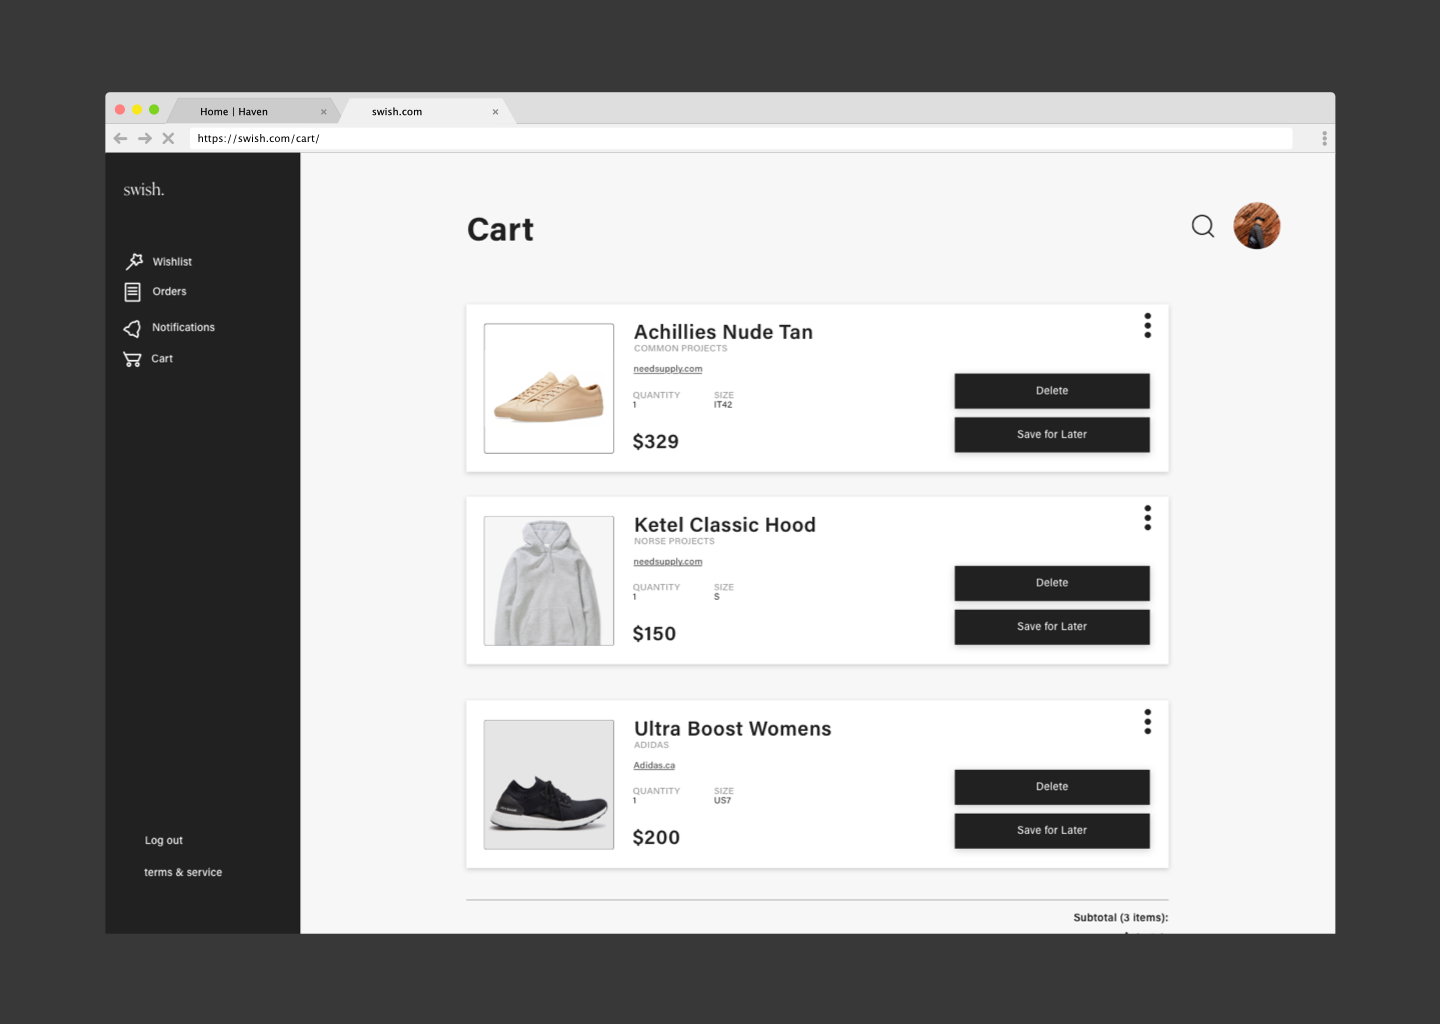 Home | Haven
swish.com
https://swish.com/cart/
swish.
Wishlist
Orders
Notifications
Cart
Log out
terms & service
Cart
Achillies Nude Tan
COMMON PROJECTS
needsupply.com
QUANTITY SIZE
1 IT42
$329
Delete
Save for Later
Ketel Classic Hood
NORSE PROJECTS
needsupply.com
QUANTITY SIZE
1 S
$150
Delete
Save for Later
Ultra Boost Womens
ADIDAS
Adidas.ca
QUANTITY SIZE
1 US7
$200
Delete
Save for Later
Subtotal (3 items):